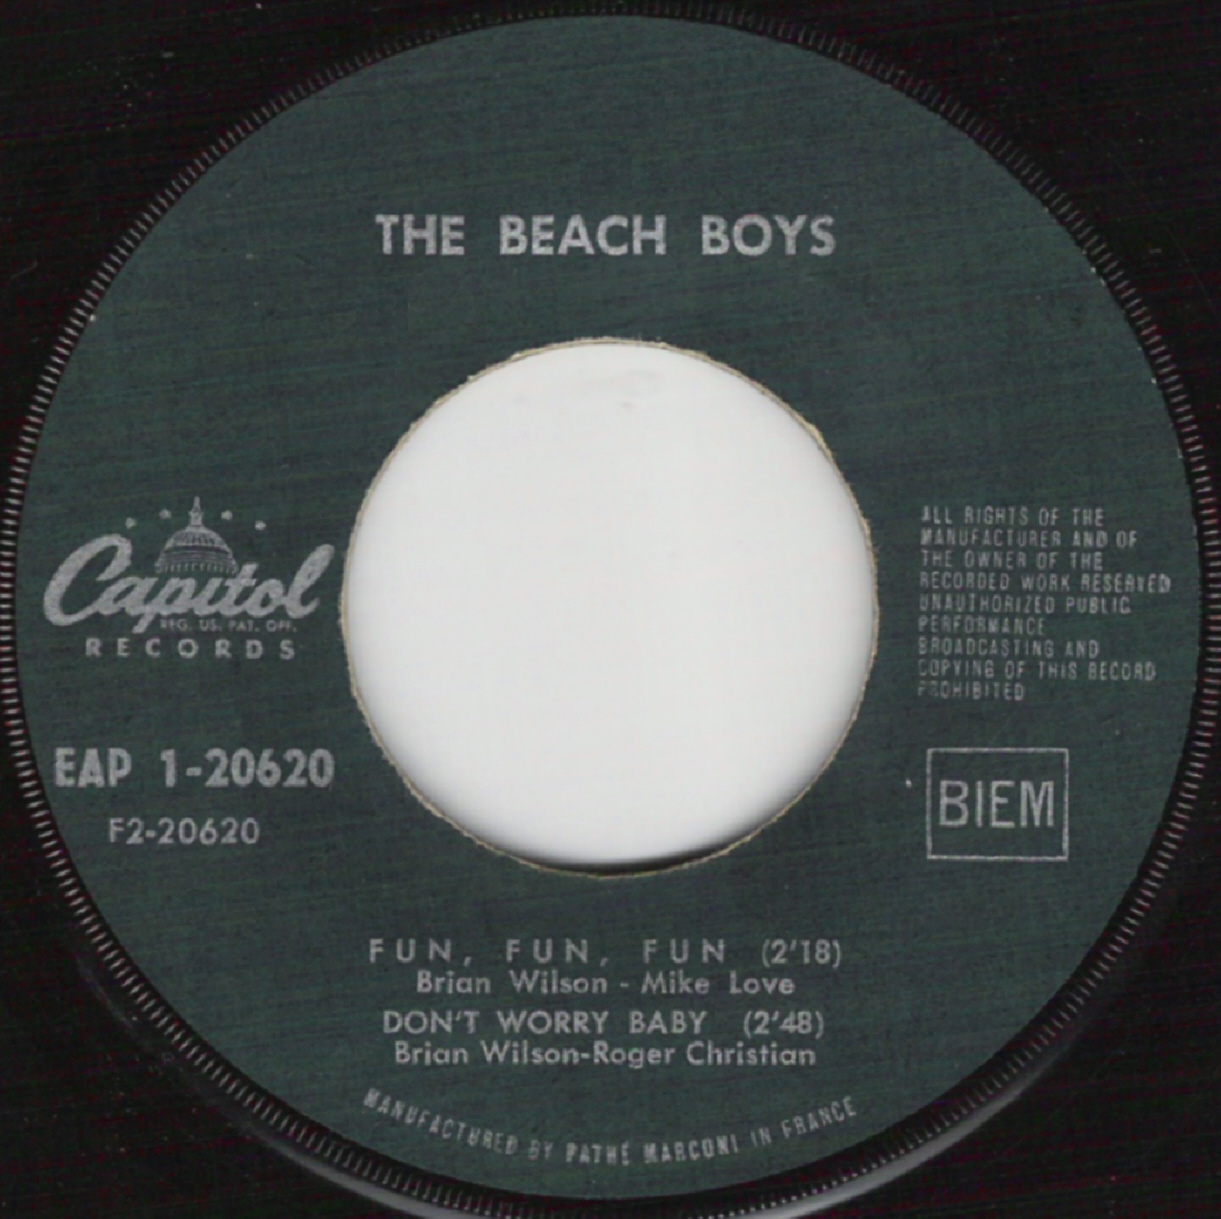 THE BEACH BOYS
Capitol
REG. US. PAT. OFF.
RECORDS
EAP 1-20620
F2-20620
ALL RIGHTS OF THE
MANUFACTURER AND OF
THE OWNER OF THE
RECORDED WORK RESERVED
UNAUTHORIZED PUBLIC
PERFORMANCE
BROADCASTING AND
COPYING OF THIS RECORD
PROHIBITED
BIEM
FUN, FUN, FUN (2'18)
Brian Wilson - Mike Love
DON'T WORRY BABY (2'48)
Brian Wilson-Roger Christian
MANUFACTURED BY PATHÉ MARCONI IN FRANCE